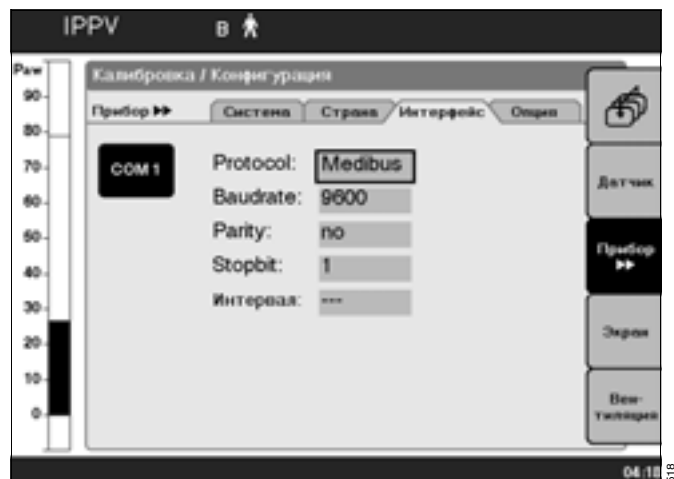 IPPV B
Paw
Калибровка / Конфигурация
Прибор ▶▶ Система Страна Интерфейс Опция
90
80
70
60
50
40
30
20
10
0
COM 1
Protocol: Medibus
Baudrate: 9600
Parity: no
Stopbit: 1
Интервал: ---
Датчик
Прибор
▶▶
Экран
Вен-
тиляция
04:18